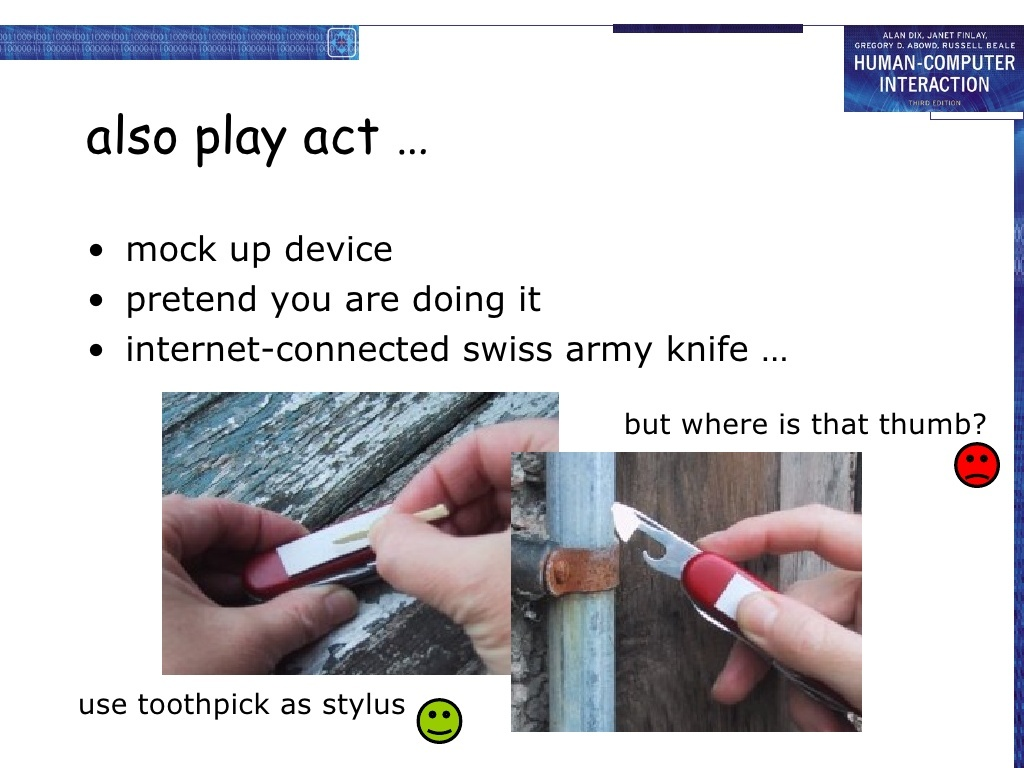 ALAN DIX, JANET FINLAY,
GREGORY D. ABOWD, RUSSELL BEALE
HUMAN-COMPUTER
INTERACTION
THIRD EDITION
also play act …
• mock up device
• pretend you are doing it
• internet-connected swiss army knife …
but where is that thumb?
use toothpick as stylus